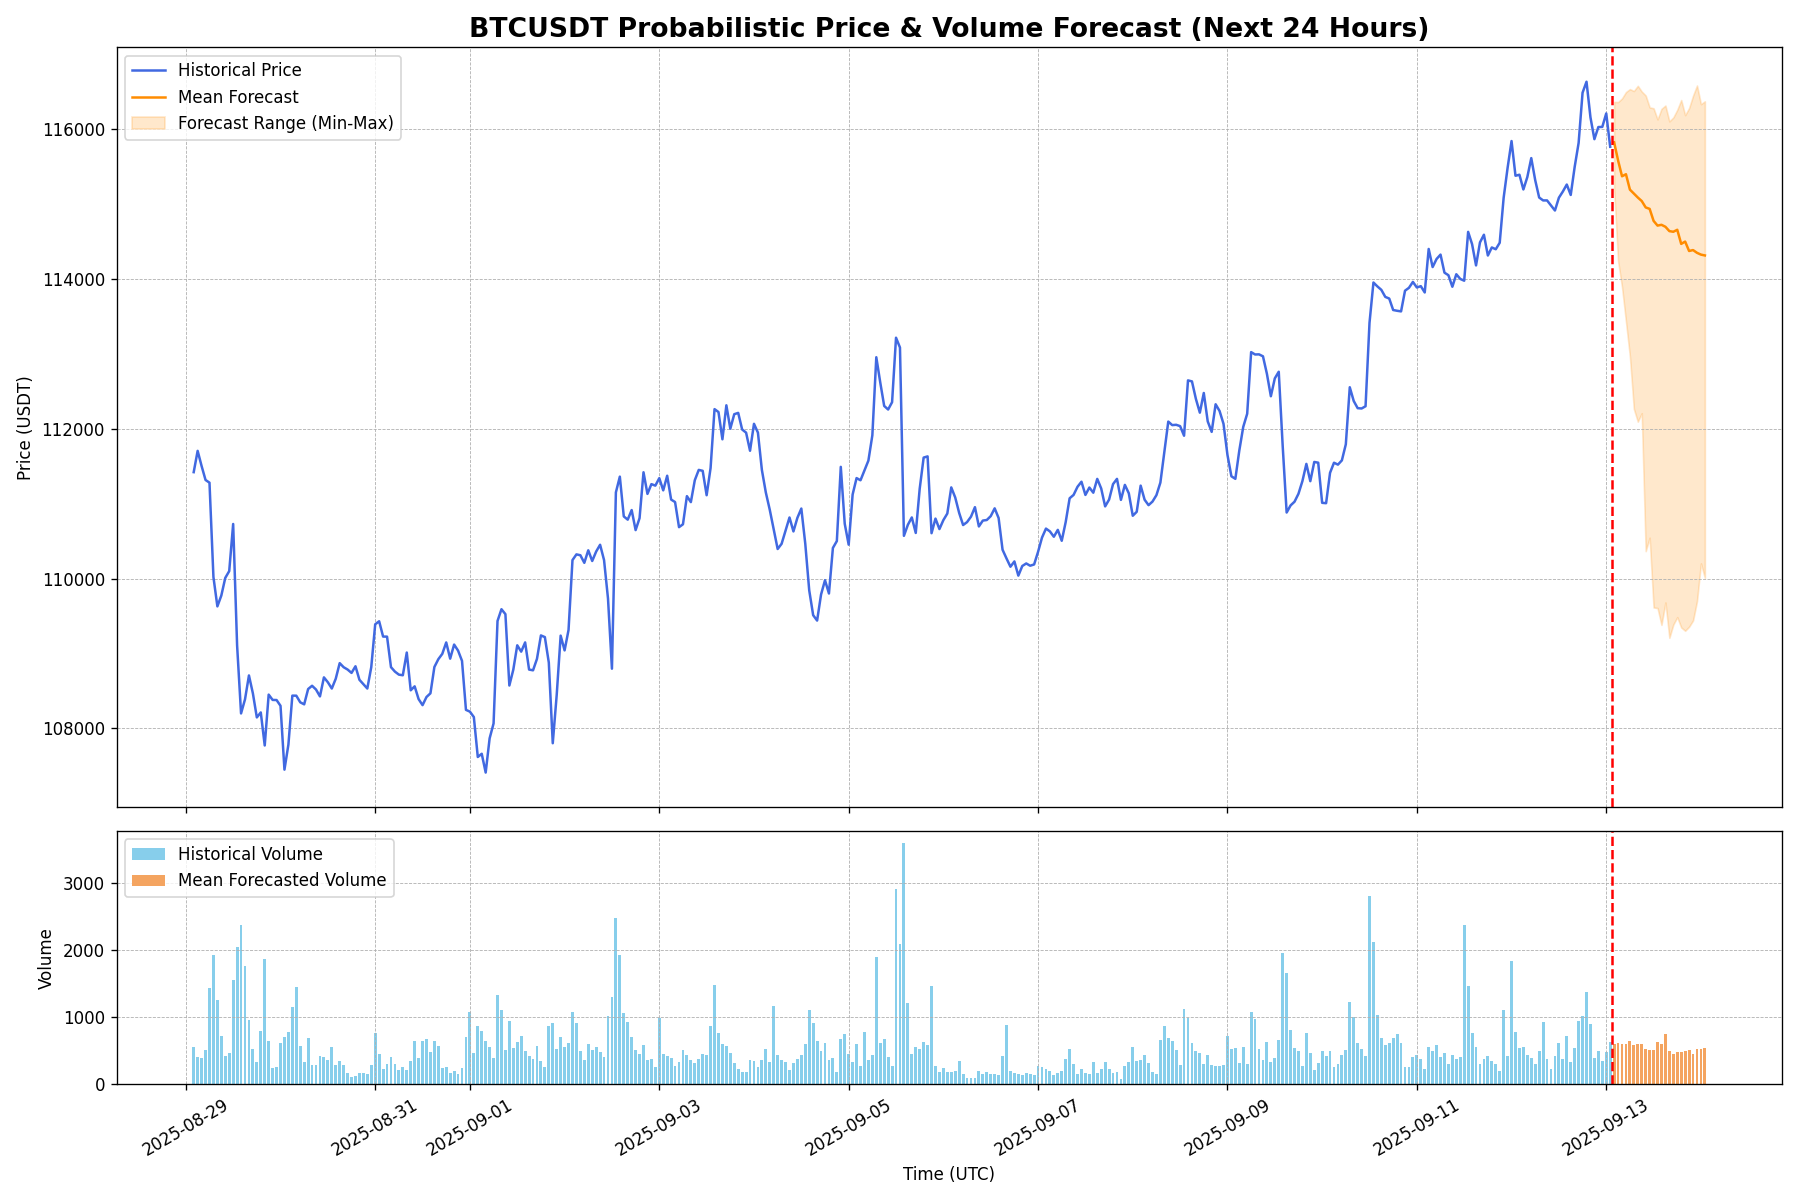 BTCUSDT Probabilistic Price & Volume Forecast (Next 24 Hours)
Historical Price
Mean Forecast
Forecast Range (Min-Max)
116000
114000
112000
110000
108000
Price (USDT)
Historical Volume
Mean Forecasted Volume
3000
2000
1000
0
Volume
2025-08-29
2025-08-31
2025-09-01
2025-09-03
2025-09-05
2025-09-07
2025-09-09
2025-09-11
2025-09-13
Time (UTC)